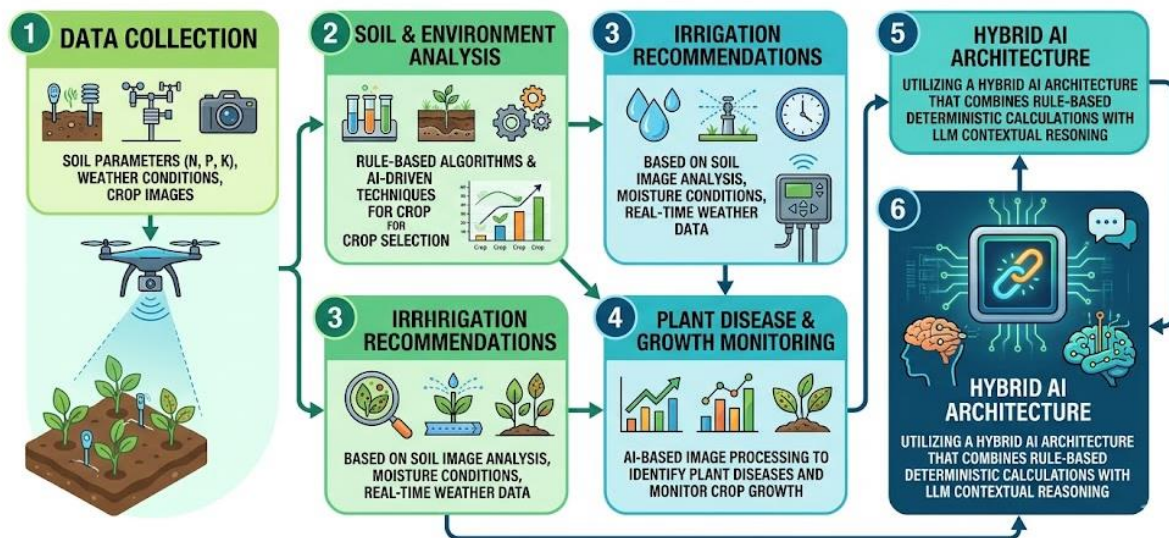 1
DATA COLLECTION
SOIL PARAMETERS (N, P, K),
WEATHER CONDITIONS,
CROP IMAGES
2
SOIL & ENVIRONMENT
ANALYSIS
RULE-BASED ALGORITHMS &
AI-DRIVEN
TECHNIQUES
FOR CROP
FOR
CROP SELECTION
Crop Crop Crop Crop
3
IRRIGATION
RECOMMENDATIONS
BASED ON SOIL
IMAGE ANALYSIS,
MOISTURE CONDITIONS,
REAL-TIME WEATHER
DATA
3
IRRHRIGATION
RECOMMENDATIONS
BASED ON SOIL IMAGE ANALYSIS,
MOISTURE CONDITIONS,
REAL-TIME WEATHER DATA
4
PLANT DISEASE &
GROWTH MONITORING
AI-BASED IMAGE PROCESSING TO
IDENTIFY PLANT DISEASES AND
MONITOR CROP GROWTH
5
HYBRID AI
ARCHITECTURE
UTILIZING A HYBRID AI ARCHITECTURE
THAT COMBINES RULE-BASED
DETERMINISTIC CALCULATIONS WITH
LLM CONTEXTUAL RESONING
6
HYBRID AI
ARCHITECTURE
UTILIZING A HYBRID AI ARCHITECTURE
THAT COMBINES RULE-BASED
DETERMINISTIC CALCULATIONS WITH
LLM CONTEXTUAL REASONING